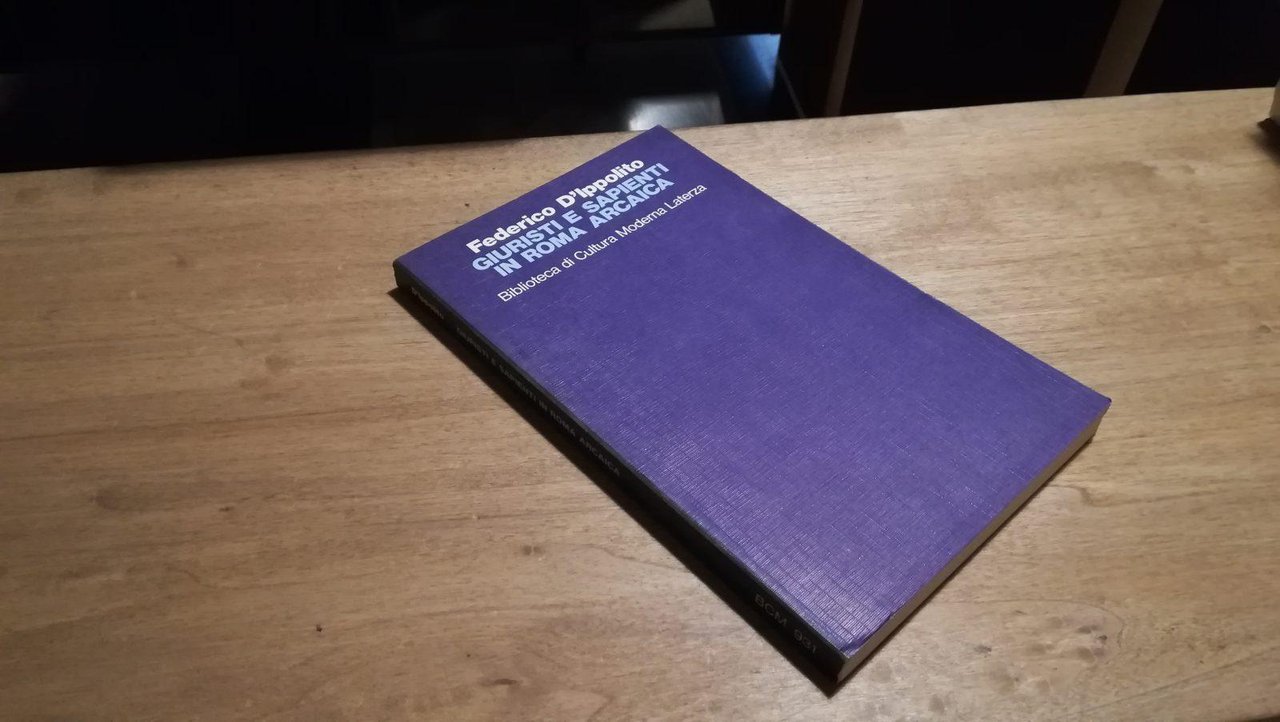 Federico D'Ippolito
GIURISTI E SAPIENTI
IN ROMA ARCAICA
Biblioteca di Cultura Moderna Laterza
D'Ippolito GIURISTI E SAPIENTI IN ROMA ARCAICA
BCM 931